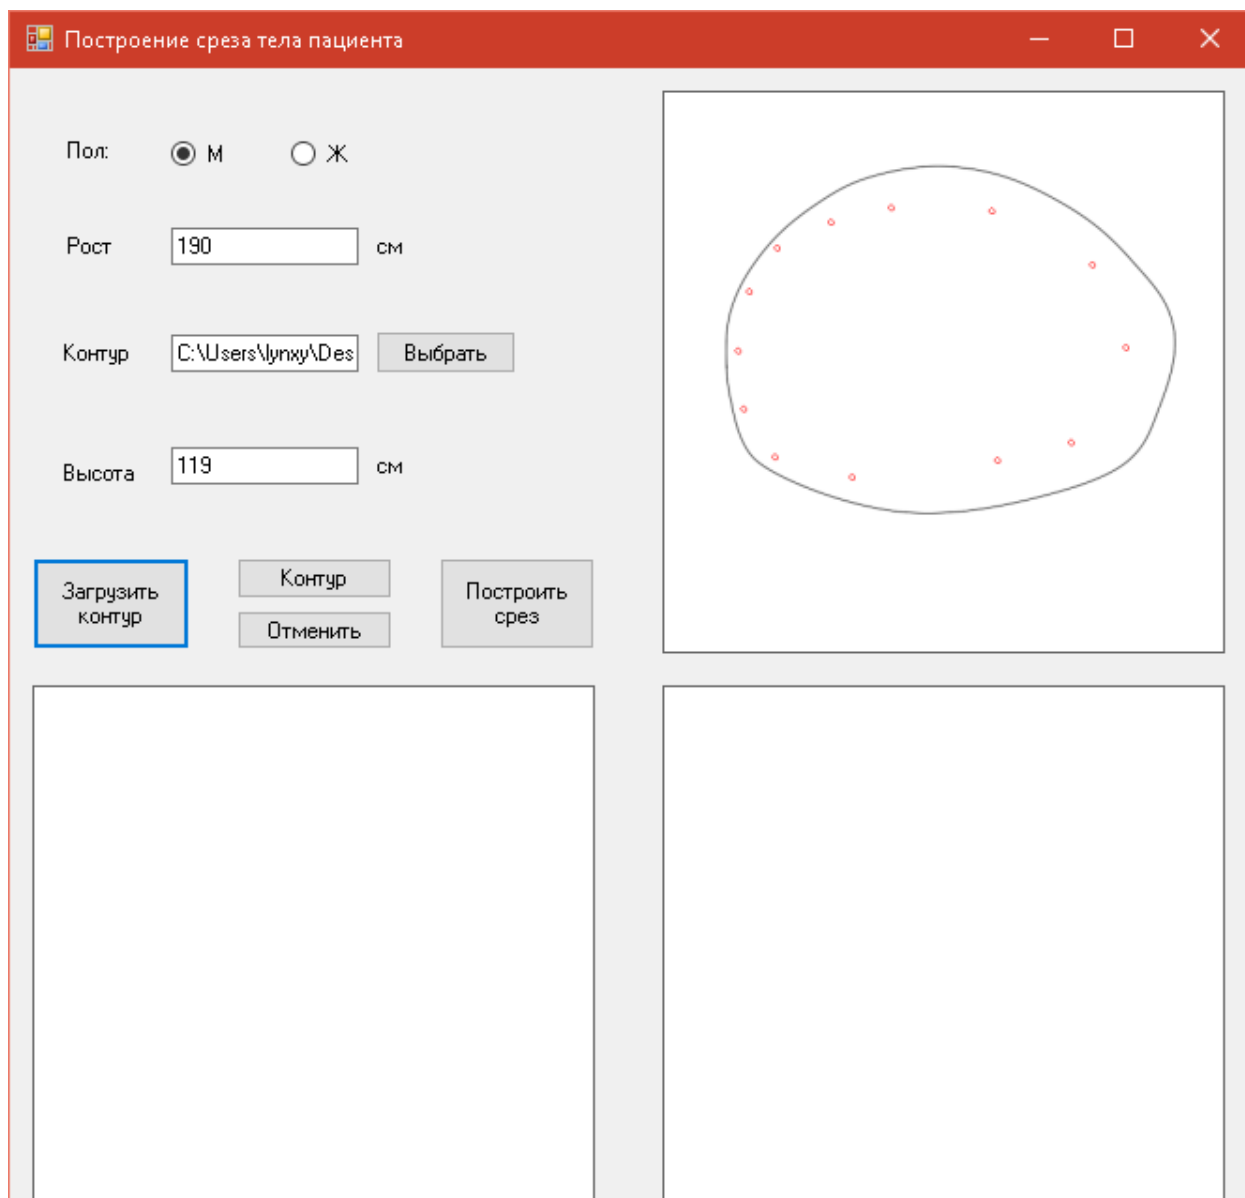 Построение среза тела пациента
Пол: М Ж
Рост 190 см
Контур C:\Users\lynxy\Des Выбрать
Высота 119 см
Загрузить
контур
Контур
Отменить
Построить
срез